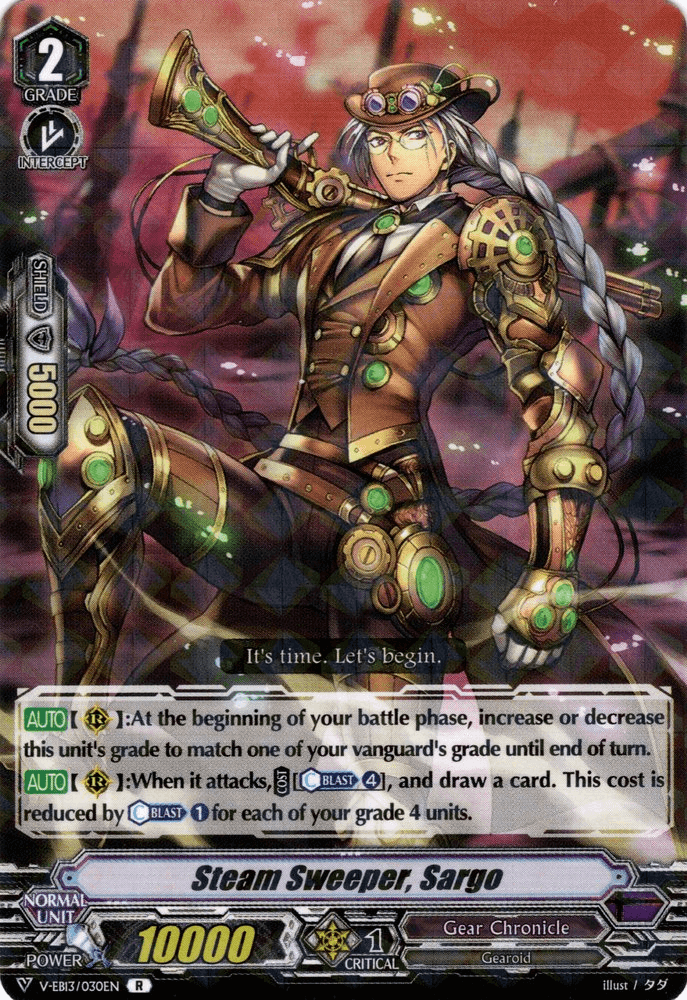 2
GRADE
INTERCEPT
SHIELD
5000
It's time. Let's begin.
AUTO【 R 】:At the beginning of your battle phase, increase or decrease
this unit's grade to match one of your vanguard's grade until end of turn.
AUTO【 R 】:When it attacks, COST [C BLAST 4], and draw a card. This cost is
reduced by [C BLAST 1 for each of your grade 4 units.
Steam Sweeper, Sargo
NORMAL
UNIT
POWER
10000
1
CRITICAL
Gear Chronicle
Gearoid
V-EB13/030EN R
illust / タダ